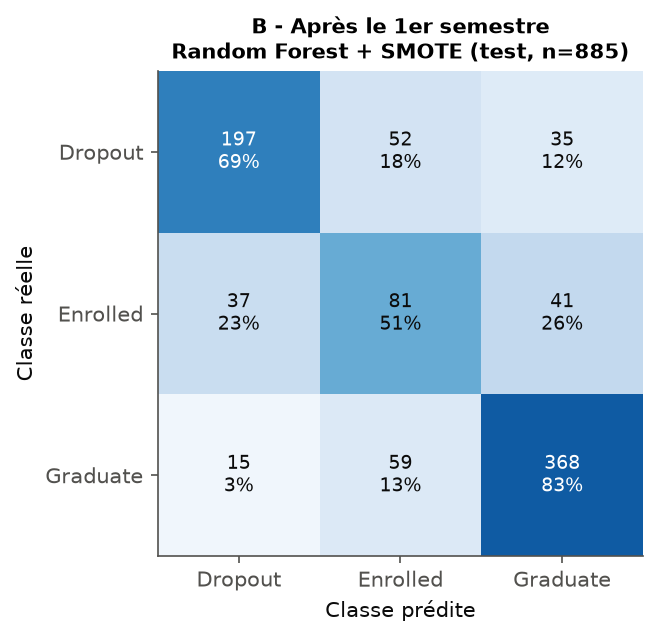 B - Après le 1er semestre
Random Forest + SMOTE (test, n=885)
Classe réelle
Dropout
197
69%
52
18%
35
12%
Enrolled
37
23%
81
51%
41
26%
Graduate
15
3%
59
13%
368
83%
Dropout
Enrolled
Graduate
Classe prédite